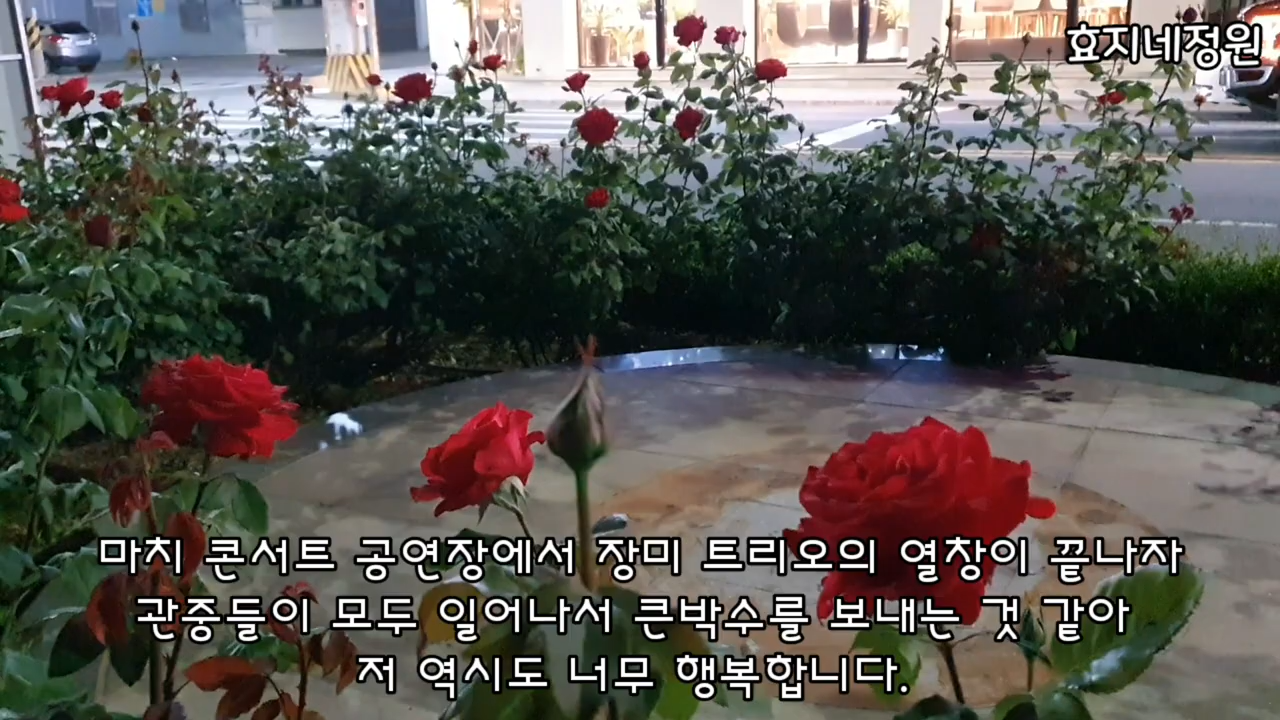 효지네정원
마치 콘서트 공연장에서 장미 트리오의 열창이 끝나자
관중들이 모두 일어나서 큰박수를 보내는 것 같아
저 역시도 너무 행복합니다.